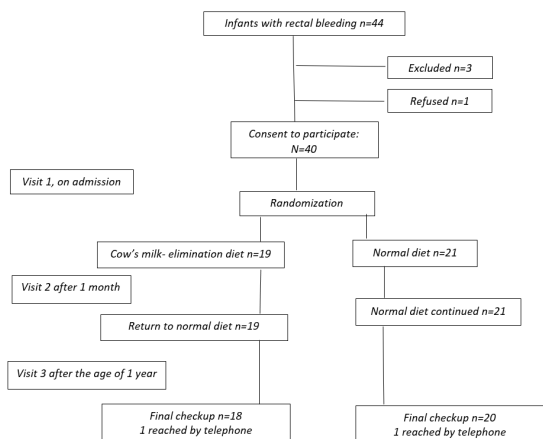 Infants with rectal bleeding n=44
Excluded n=3
Refused n=1
Consent to participate:
N=40
Visit 1, on admission
Randomization
Cow's milk- elimination diet n=19
Normal diet n=21
Visit 2 after 1 month
Normal diet continued n=21
Return to normal diet n=19
Visit 3 after the age of 1 year
Final checkup n=18
1 reached by telephone
Final checkup n=20
1 reached by telephone